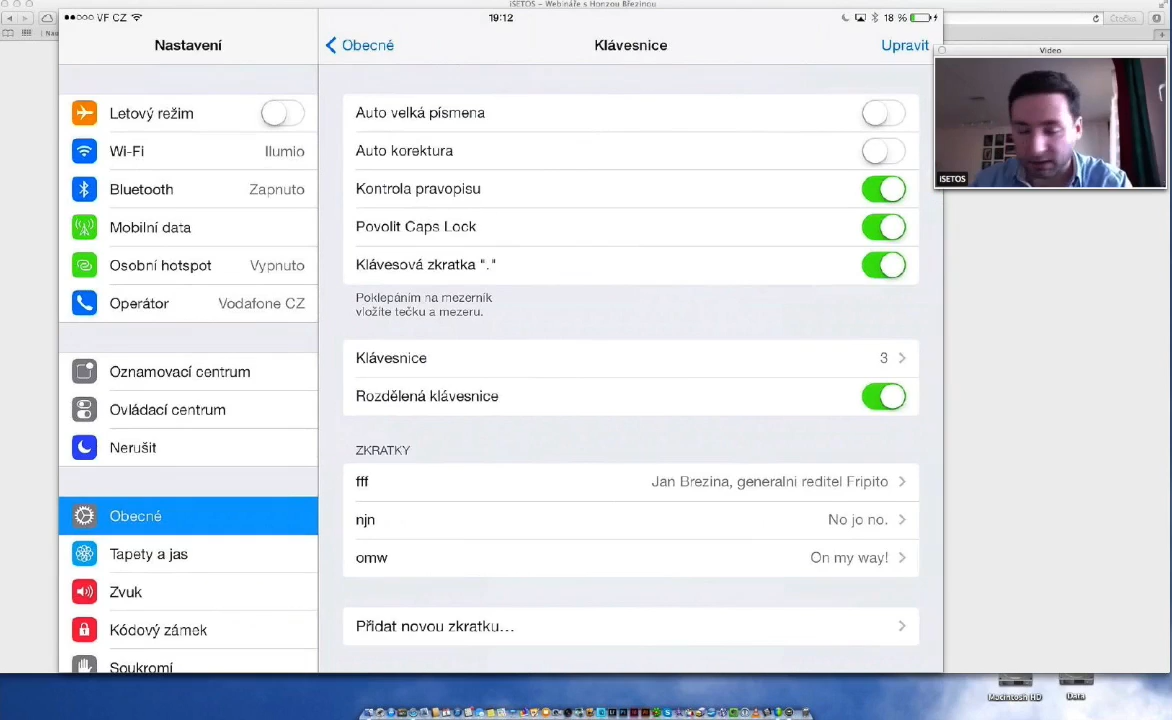 iSETOS – Webináře s Honzou Březinou
VF CZ
19:12
18 %
Nastavení
Obecné
Klávesnice
Upravit
Čtečka
Video
Letový režim
Wi-Fi
Ilumio
Bluetooth
Zapnuto
Mobilní data
Osobní hotspot
Vypnuto
Operátor
Vodafone CZ
Oznamovací centrum
Ovládací centrum
Nerušit
Obecné
Tapety a jas
Zvuk
Kódový zámek
Soukromí
Auto velká písmena
Auto korektura
Kontrola pravopisu
Povolit Caps Lock
Klávesová zkratka "."
Poklepáním na mezerník
vložíte tečku a mezeru.
Klávesnice
3
Rozdělená klávesnice
ZKRATKY
fff
Jan Brezina, generalni reditel Fripito
njn
No jo no.
omw
On my way!
Přidat novou zkratku...
iSETOS
Macintosh HD
Data